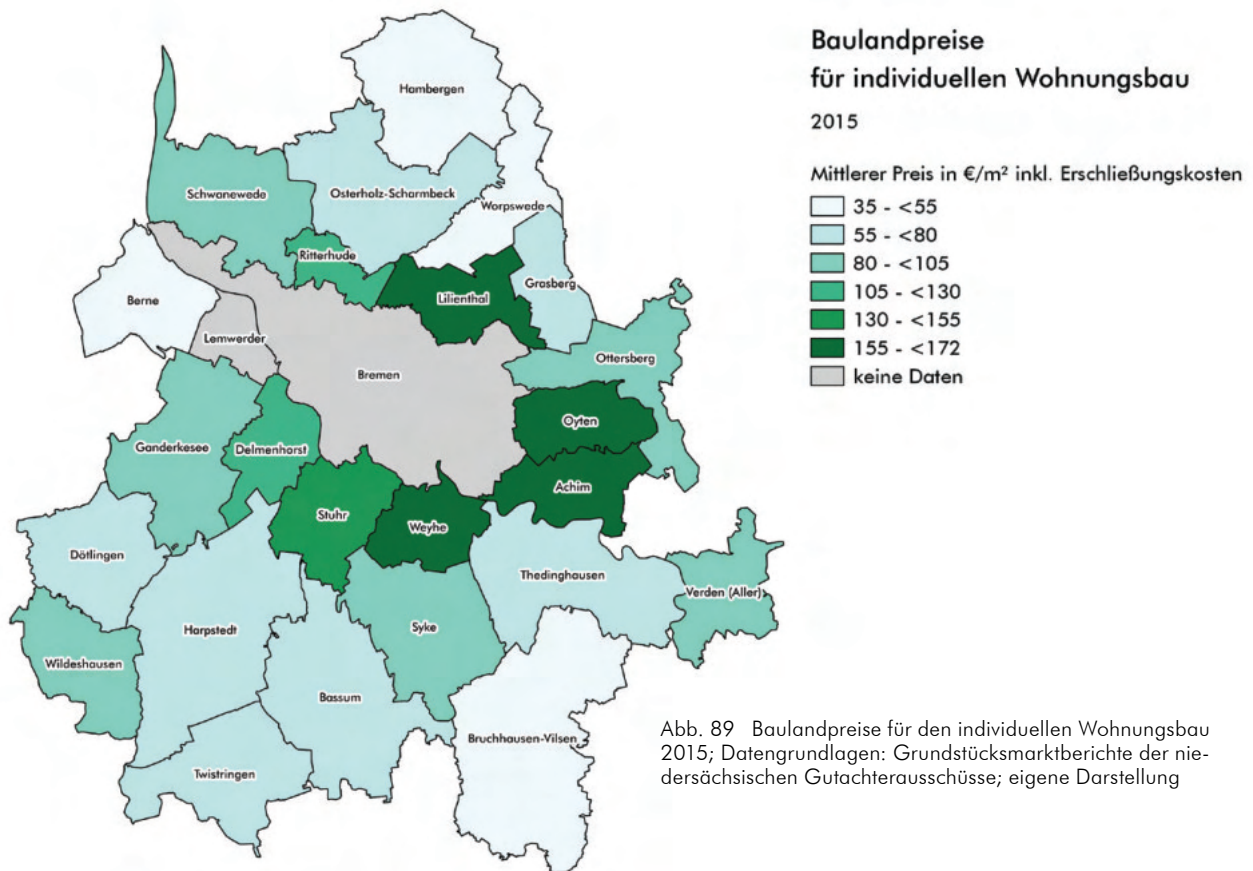 Baulandpreise
für individuellen Wohnungsbau
2015
Mittlerer Preis in €/m² inkl. Erschließungskosten
35 - <55
55 - <80
80 - <105
105 - <130
130 - <155
155 - <172
keine Daten
Hambergen
Schwanewede
Osterholz-Scharmbeck
Worpswede
Ritterhude
Grasberg
Berne
Lilienthal
Lemwerder
Ottersberg
Bremen
Oyten
Ganderkesee
Delmenhorst
Achim
Stuhr
Weyhe
Dötlingen
Thedinghausen
Verden (Aller)
Harpstedt
Syke
Wildeshausen
Bassum
Bruchhausen-Vilsen
Twistringen
Abb. 89 Baulandpreise für den individuellen Wohnungsbau
2015; Datengrundlagen: Grundstücksmarktberichte der nie-
dersächsischen Gutachterausschüsse; eigene Darstellung